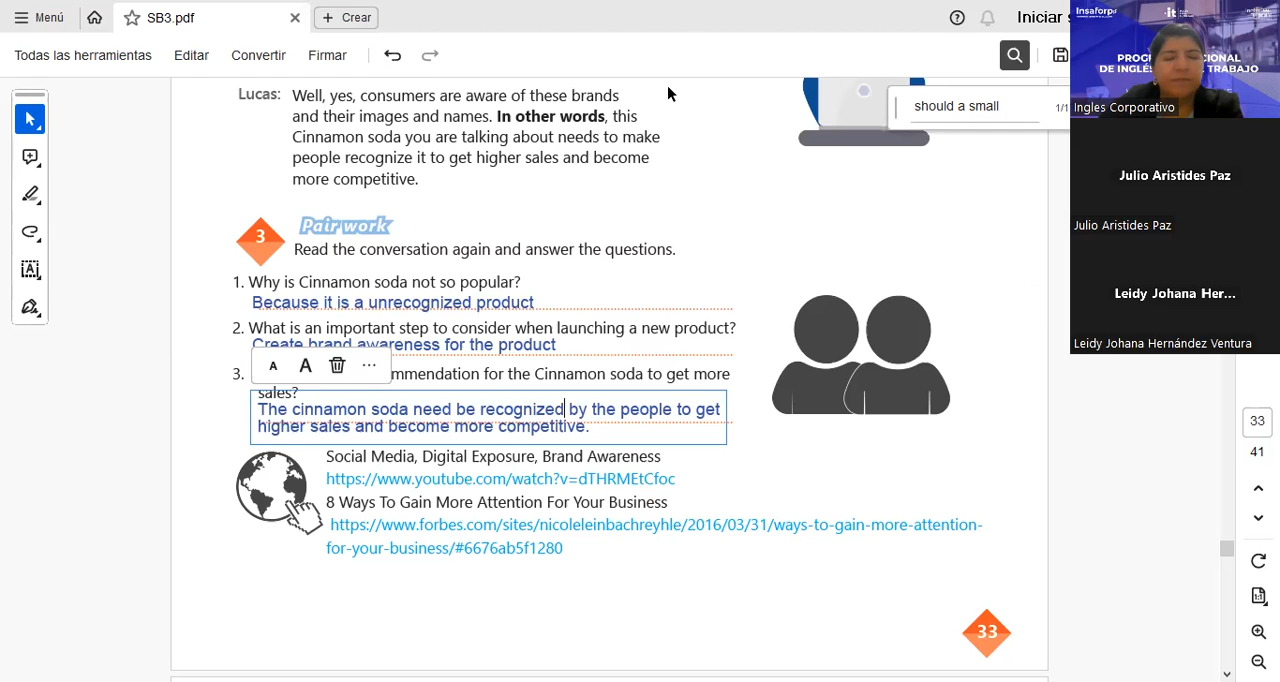 Menú
SB3.pdf
Crear
Iniciar
Todas las herramientas
Editar
Convertir
Firmar
should a small
1/1
Lucas: Well, yes, consumers are aware of these brands
and their images and names. In other words, this
Cinnamon soda you are talking about needs to make
people recognize it to get higher sales and become
more competitive.
3
Pair work
Read the conversation again and answer the questions.
1. Why is Cinnamon soda not so popular?
Because it is a unrecognized product
2. What is an important step to consider when launching a new product?
Create brand awareness for the product
A A ...
3. mmendation for the Cinnamon soda to get more
sales?
The cinnamon soda need be recognized by the people to get
higher sales and become more competitive.
Social Media, Digital Exposure, Brand Awareness
https://www.youtube.com/watch?v=dTHRMEtCfoc
8 Ways To Gain More Attention For Your Business
https://www.forbes.com/sites/nicoleleinbachreyhle/2016/03/31/ways-to-gain-more-attention-
for-your-business/#6676ab5f1280
33
33
41
Insaforp
it
DE INGLÉS
TRABAJO
Ingles Corporativo
Julio Aristides Paz
Julio Aristides Paz
Leidy Johana Her...
Leidy Johana Hernández Ventura